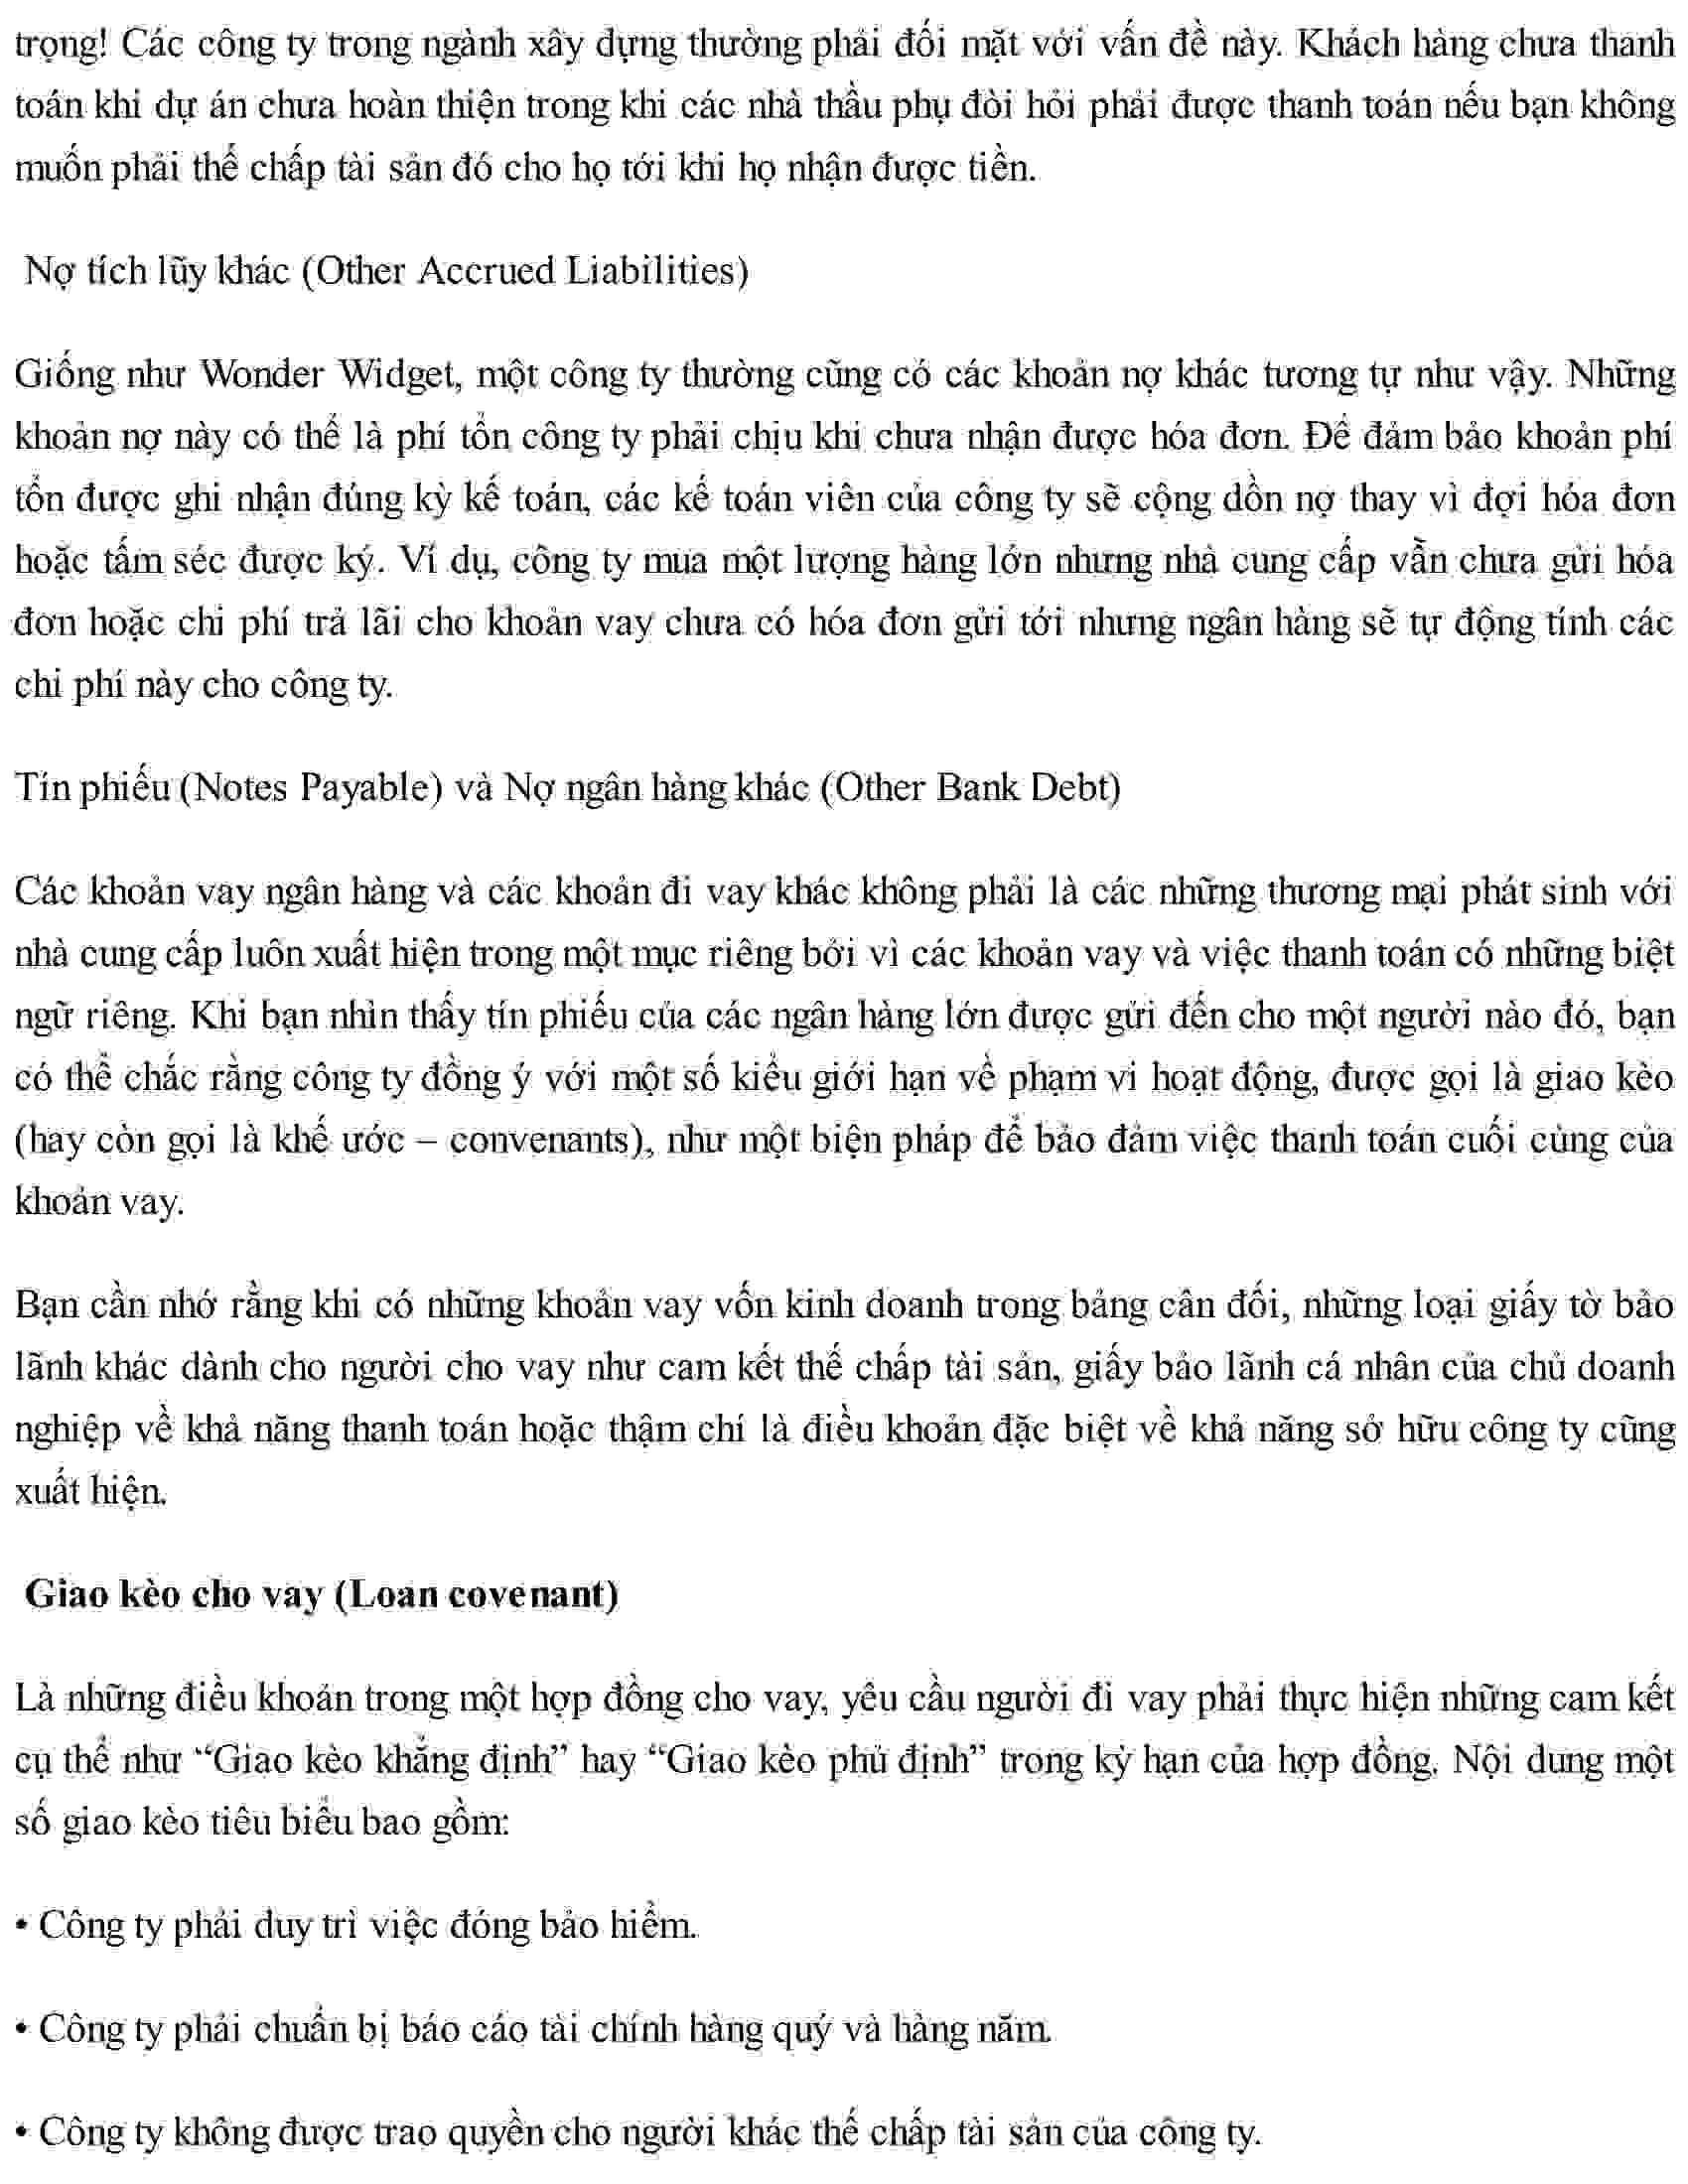 trọng! Các công ty trong ngành xây dựng thường phải đối mặt với vấn đề này. Khách hàng chưa thanh
toán khi dự án chưa hoàn thiện trong khi các nhà thầu phụ đòi hỏi phải được thanh toán nếu bạn không
muốn phải thế chấp tài sản đó cho họ tới khi họ nhận được tiền.
Nợ tích lũy khác (Other Accrued Liabilities)
Giống như Wonder Widget, một công ty thường cũng có các khoản nợ khác tương tự như vậy. Những
khoản nợ này có thể là phí tổn công ty phải chịu khi chưa nhận được hóa đơn. Để đảm bảo khoản phí
tổn được ghi nhận đúng kỳ kế toán, các kế toán viên của công ty sẽ cộng dồn nợ thay vì đợi hóa đơn
hoặc tấm séc được ký. Ví dụ, công ty mua một lượng hàng lớn nhưng nhà cung cấp vẫn chưa gửi hóa
đơn hoặc chi phí trả lãi cho khoản vay chưa có hóa đơn gửi tới nhưng ngân hàng sẽ tự động tính các
chi phí này cho công ty.
Tín phiếu (Notes Payable) và Nợ ngân hàng khác (Other Bank Debt)
Các khoản vay ngân hàng và các khoản đi vay khác không phải là các những thương mại phát sinh với
nhà cung cấp luôn xuất hiện trong một mục riêng bởi vì các khoản vay và việc thanh toán có những biệt
ngữ riêng. Khi bạn nhìn thấy tín phiếu của các ngân hàng lớn được gửi đến cho một người nào đó, bạn
có thể chắc rằng công ty đồng ý với một số kiểu giới hạn về phạm vi hoạt động, được gọi là giao kèo
(hay còn gọi là khế ước – convenants), như một biện pháp để bảo đảm việc thanh toán cuối cùng của
khoản vay.
Bạn cần nhớ rằng khi có những khoản vay vốn kinh doanh trong bảng cân đối, những loại giấy tờ bảo
lãnh khác dành cho người cho vay như cam kết thế chấp tài sản, giấy bảo lãnh cá nhân của chủ doanh
nghiệp về khả năng thanh toán hoặc thậm chí là điều khoản đặc biệt về khả năng sở hữu công ty cũng
xuất hiện.
Giao kèo cho vay (Loan covenant)
Là những điều khoản trong một hợp đồng cho vay, yêu cầu người đi vay phải thực hiện những cam kết
cụ thể như “Giao kèo khẳng định” hay “Giao kèo phủ định” trong kỳ hạn của hợp đồng. Nội dung một
số giao kèo tiêu biểu bao gồm:
• Công ty phải duy trì việc đóng bảo hiểm.
• Công ty phải chuẩn bị báo cáo tài chính hàng quý và hàng năm.
• Công ty không được trao quyền cho người khác thế chấp tài sản của công ty.